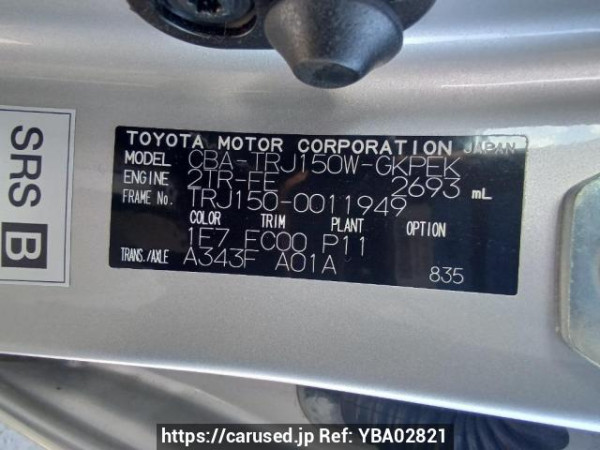 SRS B
TOYOTA MOTOR CORPORATION JAPAN
MODEL CBA-TRJ150W-GKPEK
ENGINE 2TR-FE 2693 mL
FRAME No. TRJ150-0011949
COLOR TRIM PLANT OPTION
1E7 FC00 P11
TRANS./AXLE A343F A01A
835
https://carused.jp Ref: YBA02821